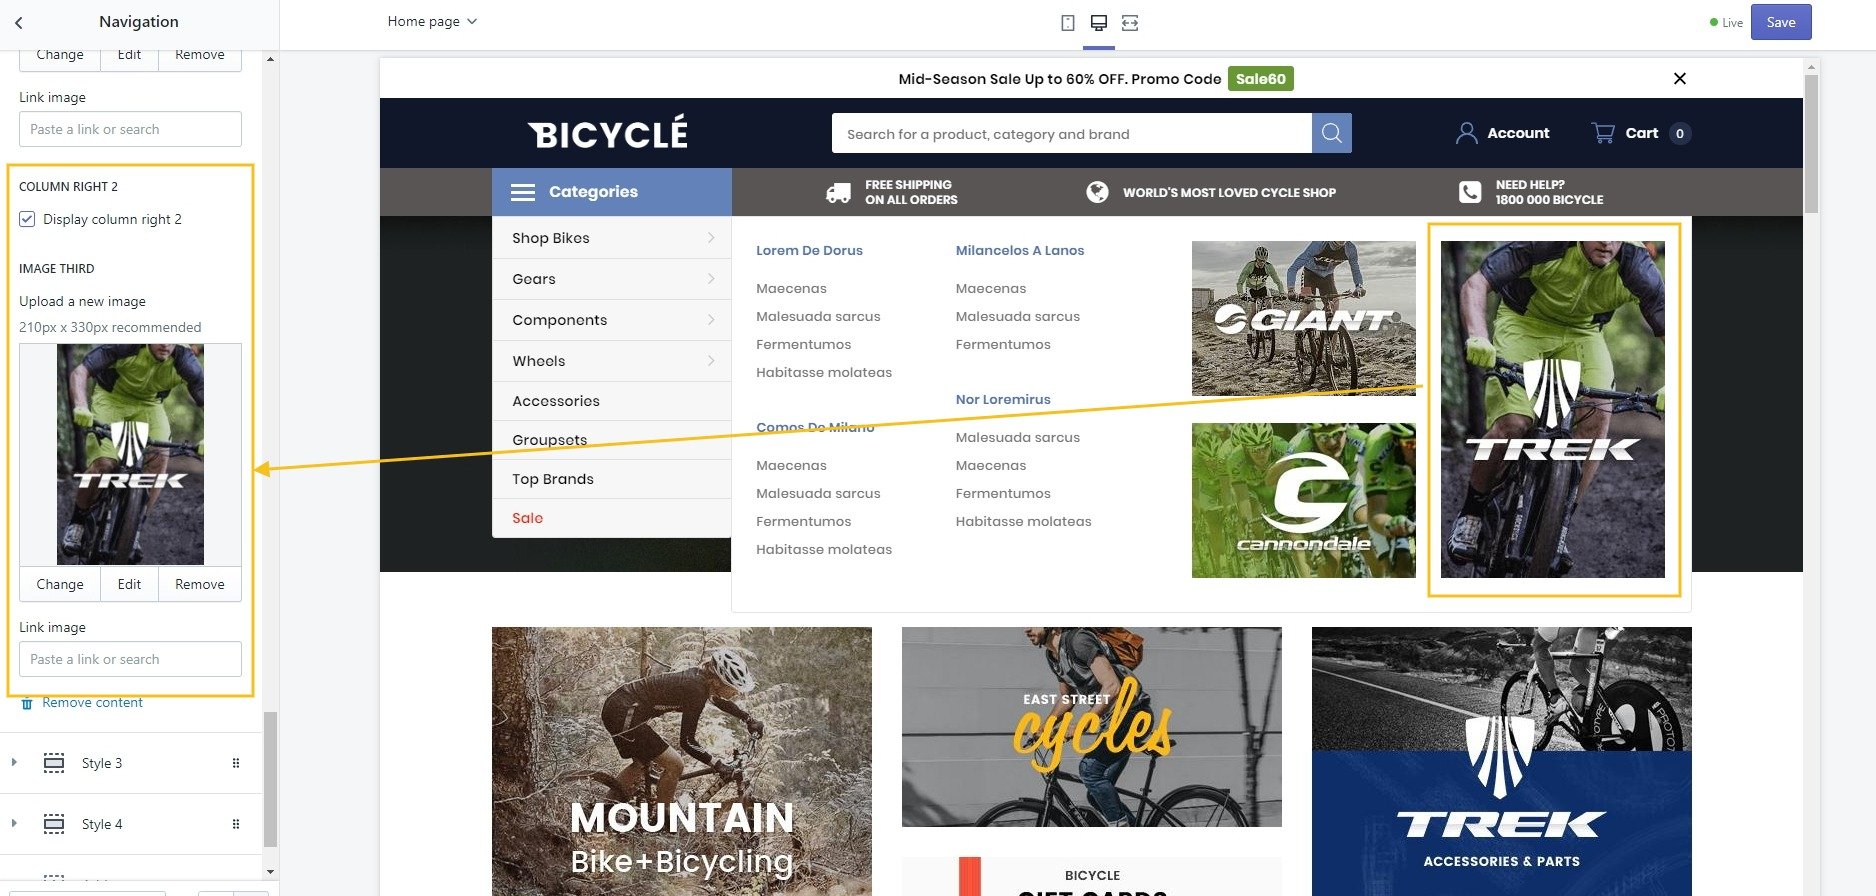 Navigation
Home page
Live
Save
Change
Edit
Remove
Link image
Paste a link or search
COLUMN RIGHT 2
Display column right 2
IMAGE THIRD
Upload a new image
210px x 330px recommended
TREK
Change
Edit
Remove
Link image
Paste a link or search
Remove content
Style 3
Style 4
Mid-Season Sale Up to 60% OFF. Promo Code Sale60
BICYCLÉ
Search for a product, category and brand
Account
Cart
0
Categories
FREE SHIPPING
ON ALL ORDERS
WORLD'S MOST LOVED CYCLE SHOP
NEED HELP?
1800 000 BICYCLE
Shop Bikes
Gears
Components
Wheels
Accessories
Groupsets
Top Brands
Sale
Lorem De Dorus
Maecenas
Malesuada sarcus
Fermentumos
Habitasse molateas
Comos De Milano
Maecenas
Malesuada sarcus
Fermentumos
Habitasse molateas
Milancelos A Lanos
Maecenas
Malesuada sarcus
Fermentumos
Nor Loremirus
Malesuada sarcus
Maecenas
Fermentumos
Habitasse molateas
GIANT
cannondale
TREK
MOUNTAIN
Bike+Bicycling
EAST STREET
cycles
BICYCLE
GIFT CARDS
TREK
ACCESSORIES & PARTS